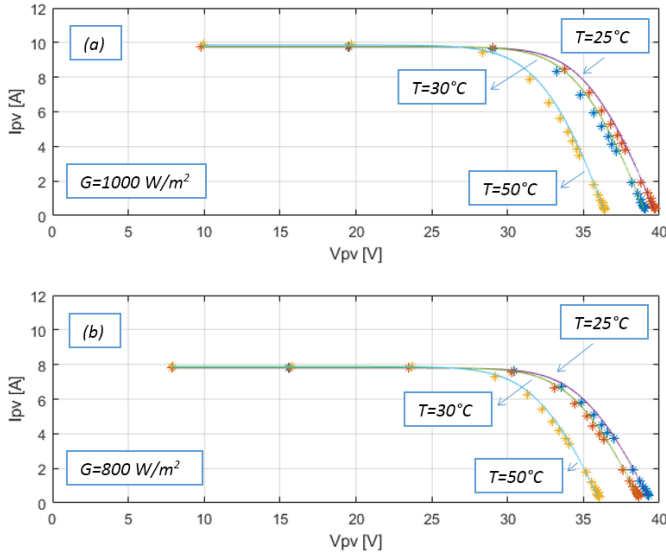 12
10
8
6
4
2
0
Ipv [A]
(a)
T=25°C
T=30°C
T=50°C
G=1000 W/m²
0 5 10 15 20 25 30 35 40
Vpv [V]
12
10
8
6
4
2
0
Ipv [A]
(b)
T=25°C
T=30°C
T=50°C
G=800 W/m²
0 5 10 15 20 25 30 35 40
Vpv [V]